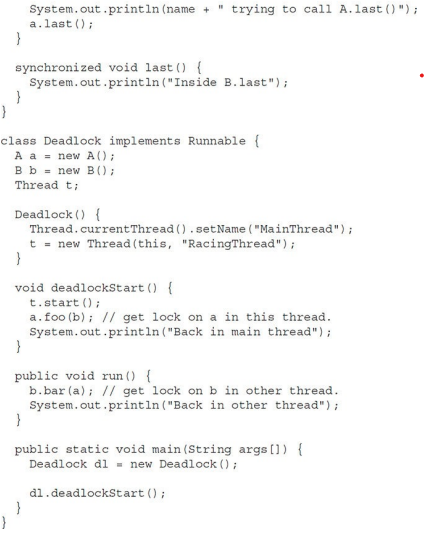 System.out.println(name + " trying to call A.last()");
    a.last();
  }

  synchronized void last() {
    System.out.println("Inside B.last");
  }
}

class Deadlock implements Runnable {
  A a = new A();
  B b = new B();
  Thread t;

  Deadlock() {
    Thread.currentThread().setName("MainThread");
    t = new Thread(this, "RacingThread");
  }

  void deadlockStart() {
    t.start();
    a.foo(b); // get lock on a in this thread.
    System.out.println("Back in main thread");
  }

  public void run() {
    b.bar(a); // get lock on b in other thread.
    System.out.println("Back in other thread");
  }

  public static void main(String args[]) {
    Deadlock dl = new Deadlock();

    dl.deadlockStart();
  }
}